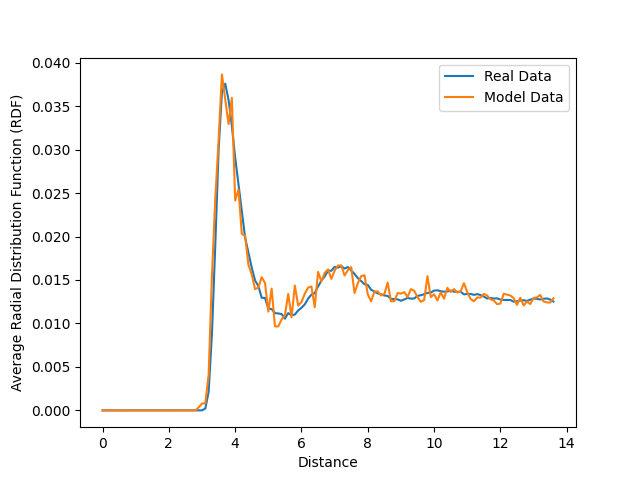 0.040
0.035
0.030
0.025
0.020
0.015
0.010
0.005
0.000
Average Radial Distribution Function (RDF)
Real Data
Model Data
0 2 4 6 8 10 12 14
Distance